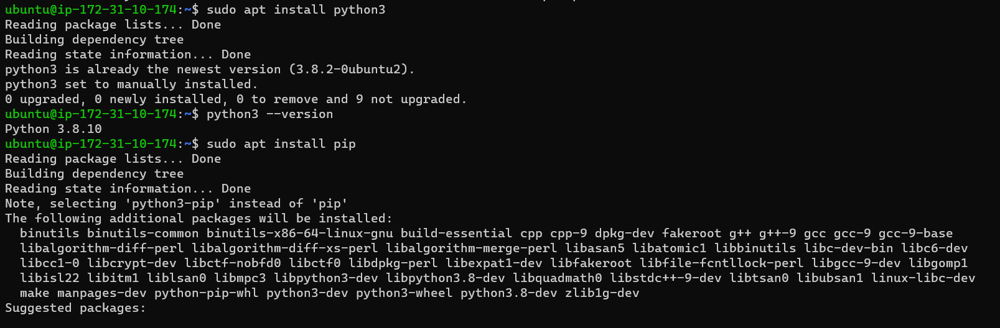 ubuntu@ip-172-31-10-174:~$ sudo apt install python3
Reading package lists... Done
Building dependency tree
Reading state information... Done
python3 is already the newest version (3.8.2-0ubuntu2).
python3 set to manually installed.
0 upgraded, 0 newly installed, 0 to remove and 9 not upgraded.
ubuntu@ip-172-31-10-174:~$ python3 --version
Python 3.8.10
ubuntu@ip-172-31-10-174:~$ sudo apt install pip
Reading package lists... Done
Building dependency tree
Reading state information... Done
Note, selecting 'python3-pip' instead of 'pip'
The following additional packages will be installed:
  binutils binutils-common binutils-x86-64-linux-gnu build-essential cpp cpp-9 dpkg-dev fakeroot g++ g++-9 gcc gcc-9 gcc-9-base
  libalgorithm-diff-perl libalgorithm-diff-xs-perl libalgorithm-merge-perl libasan5 libatomic1 libbinutils libc-dev-bin libc6-dev
  libcc1-0 libcrypt-dev libctf-nobfd0 libctf0 libdpkg-perl libexpat1-dev libfakeroot libfile-fcntllock-perl libgcc-9-dev libgomp1
  libisl22 libitm1 liblsan0 libmpc3 libpython3-dev libpython3.8-dev libquadmath0 libstdc++-9-dev libtsan0 libubsan1 linux-libc-dev
  make manpages-dev python-pip-whl python3-dev python3-wheel python3.8-dev zlib1g-dev
Suggested packages: